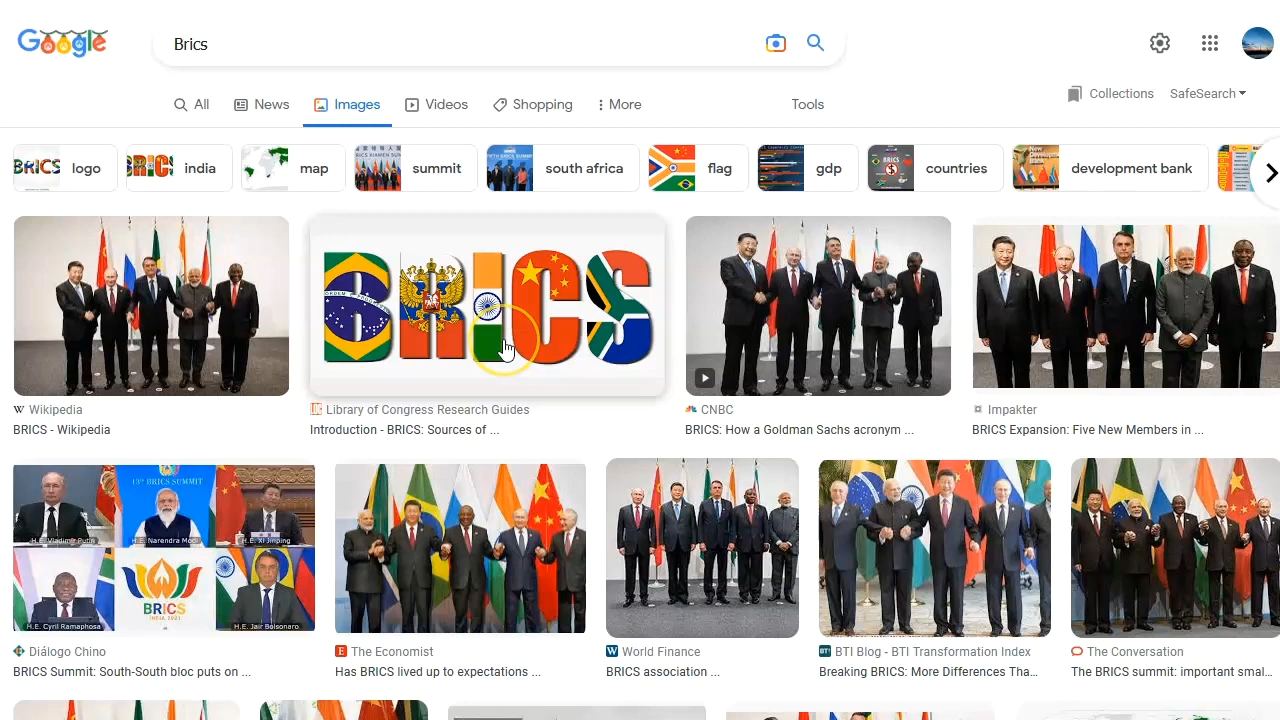 Google
Brics
All
News
Images
Videos
Shopping
More
Tools
Collections
SafeSearch
BRICS
logo
india
map
summit
south africa
flag
gdp
countries
development bank
BRICS
Wikipedia
BRICS - Wikipedia
Library of Congress Research Guides
Introduction - BRICS: Sources of ...
CNBC
BRICS: How a Goldman Sachs acronym ...
Impakter
BRICS Expansion: Five New Members in ...
13th BRICS SUMMIT
H.E. Vladimir Putin
H.E. Narendra Modi
H.E. Xi Jinping
BRICS
INDIA 2021
H.E. Cyril Ramaphosa
H.E. Jair Bolsonaro
Diálogo Chino
BRICS Summit: South-South bloc puts on ...
The Economist
Has BRICS lived up to expectations ...
World Finance
BRICS association ...
BTI Blog - BTI Transformation Index
Breaking BRICS: More Differences Tha...
The Conversation
The BRICS summit: important smal...